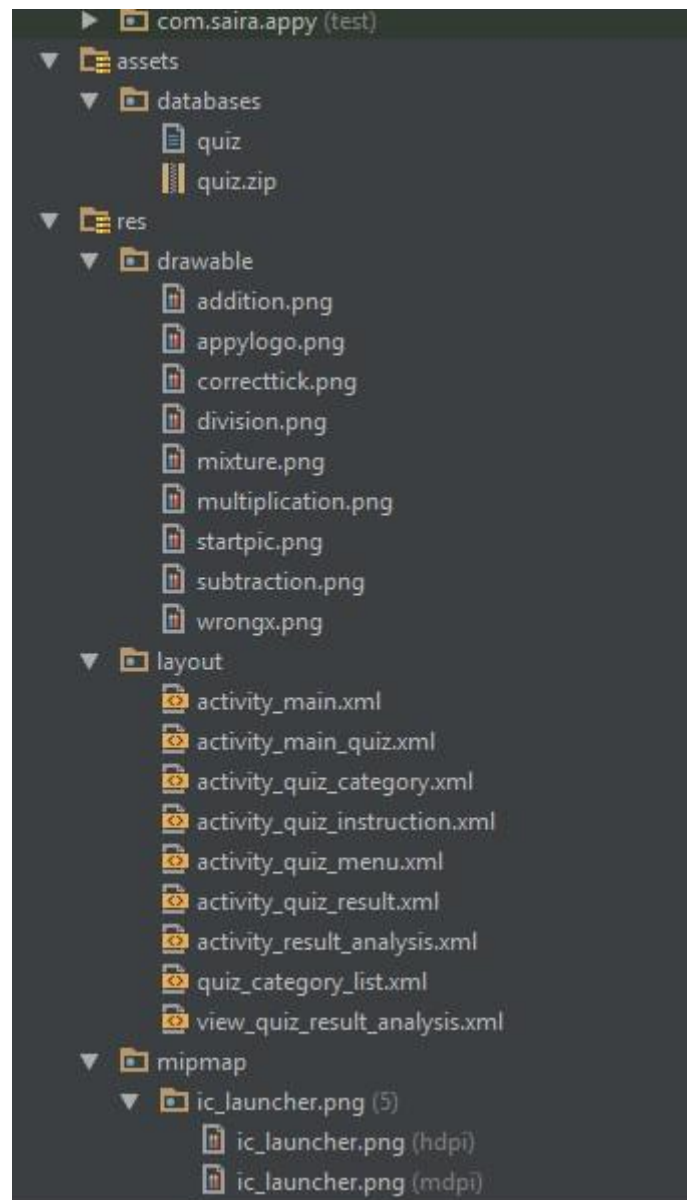 com.saira.appy (test)
assets
databases
quiz
quiz.zip
res
drawable
addition.png
appylogo.png
correcttick.png
division.png
mixture.png
multiplication.png
startpic.png
subtraction.png
wrongx.png
layout
activity_main.xml
activity_main_quiz.xml
activity_quiz_category.xml
activity_quiz_instruction.xml
activity_quiz_menu.xml
activity_quiz_result.xml
activity_result_analysis.xml
quiz_category_list.xml
view_quiz_result_analysis.xml
mipmap
ic_launcher.png (5)
ic_launcher.png (hdpi)
ic_launcher.png (mdpi)